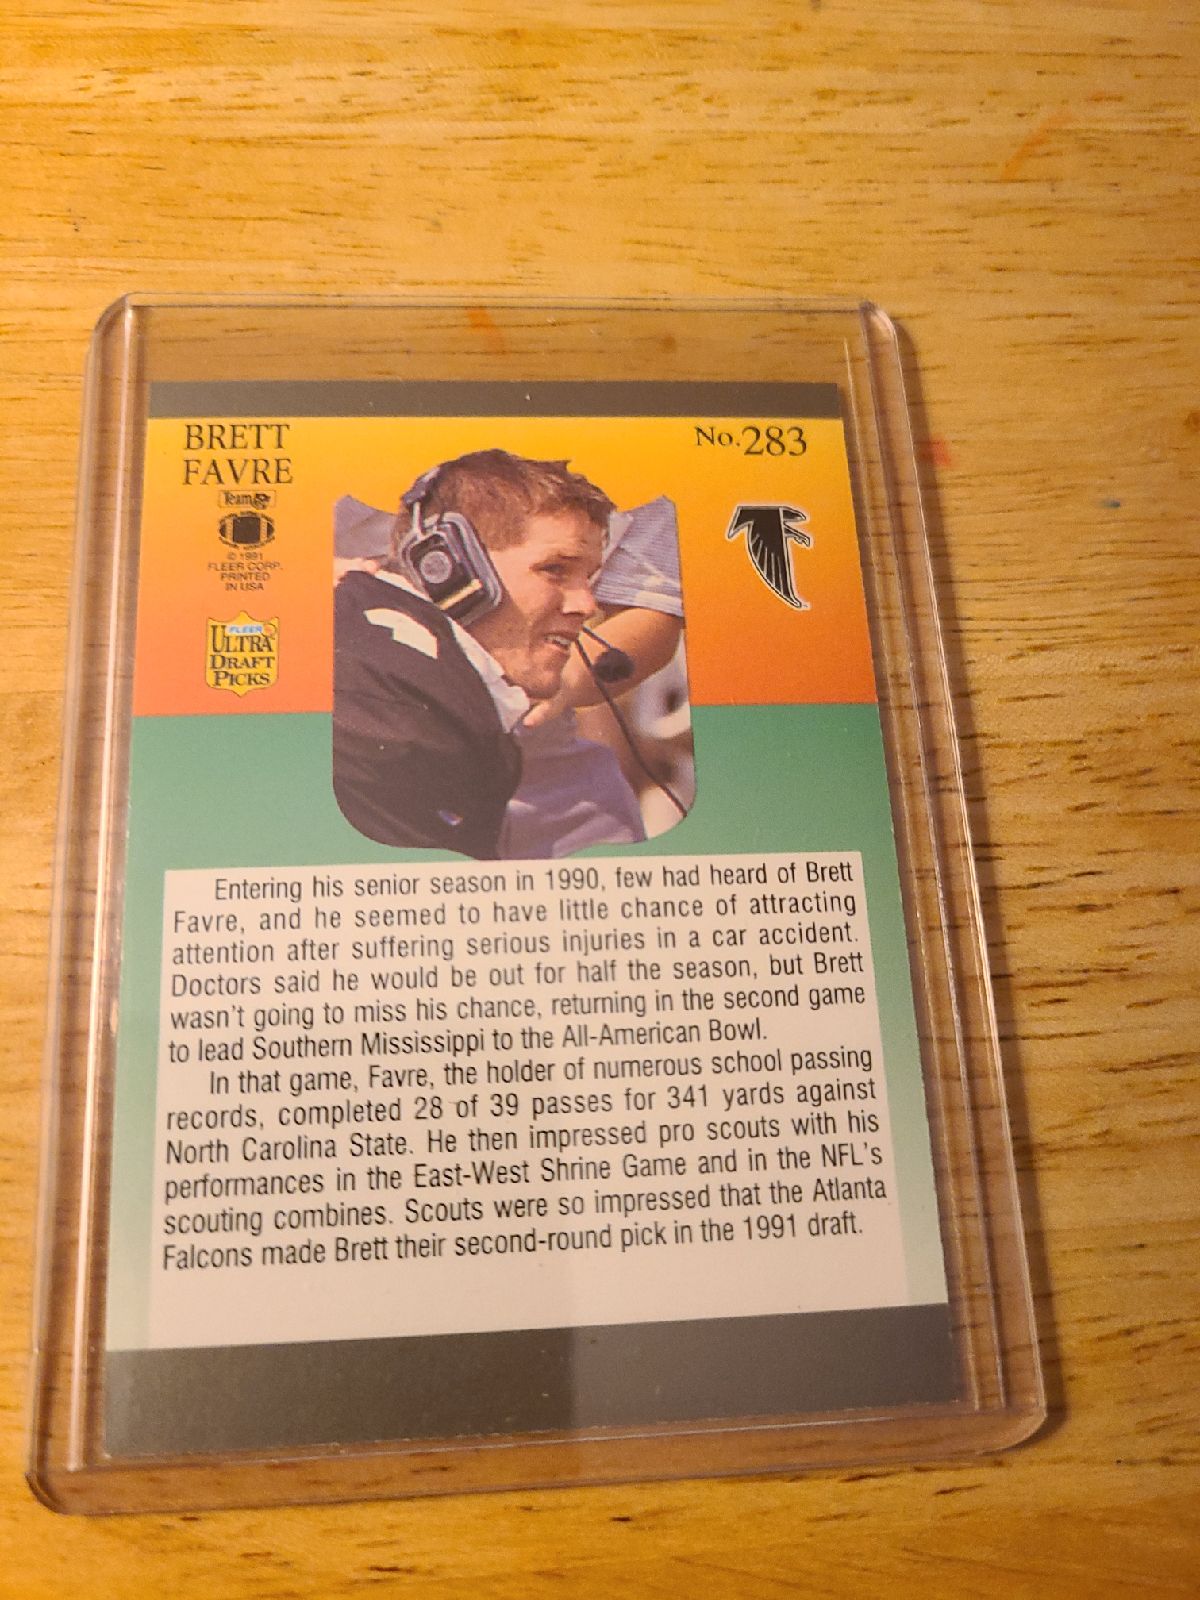 BRETT
FAVRE
No.283
Team
© 1991
FLEER CORP.
PRINTED
IN USA
FLEER
ULTRA
DRAFT
PICKS
Entering his senior season in 1990, few had heard of Brett
Favre, and he seemed to have little chance of attracting
attention after suffering serious injuries in a car accident.
Doctors said he would be out for half the season, but Brett
wasn't going to miss his chance, returning in the second game
to lead Southern Mississippi to the All-American Bowl.
In that game, Favre, the holder of numerous school passing
records, completed 28 of 39 passes for 341 yards against
North Carolina State. He then impressed pro scouts with his
performances in the East-West Shrine Game and in the NFL's
scouting combines. Scouts were so impressed that the Atlanta
Falcons made Brett their second-round pick in the 1991 draft.